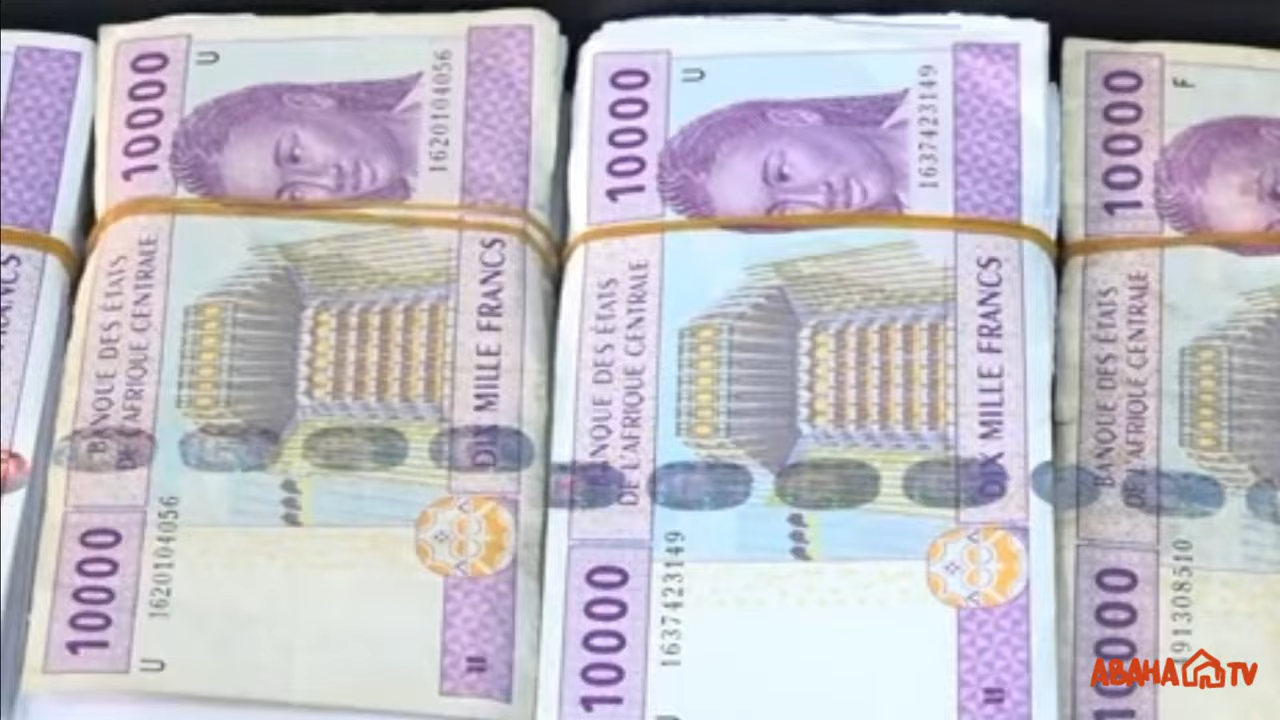 10000
U
1620104056
BANQUE DES ÉTATS
DE L'AFRIQUE CENTRALE
DIX MILLE FRANCS
10000
1620104056
U
10000
U
1637423149
BANQUE DES ÉTATS
DE L'AFRIQUE CENTRALE
DIX MILLE FRANCS
10000
1637423149
10000
F
BANQUE DES ÉTATS
DE L'AFRIQUE CENTRALE
10000
191308510
ABAHA TV